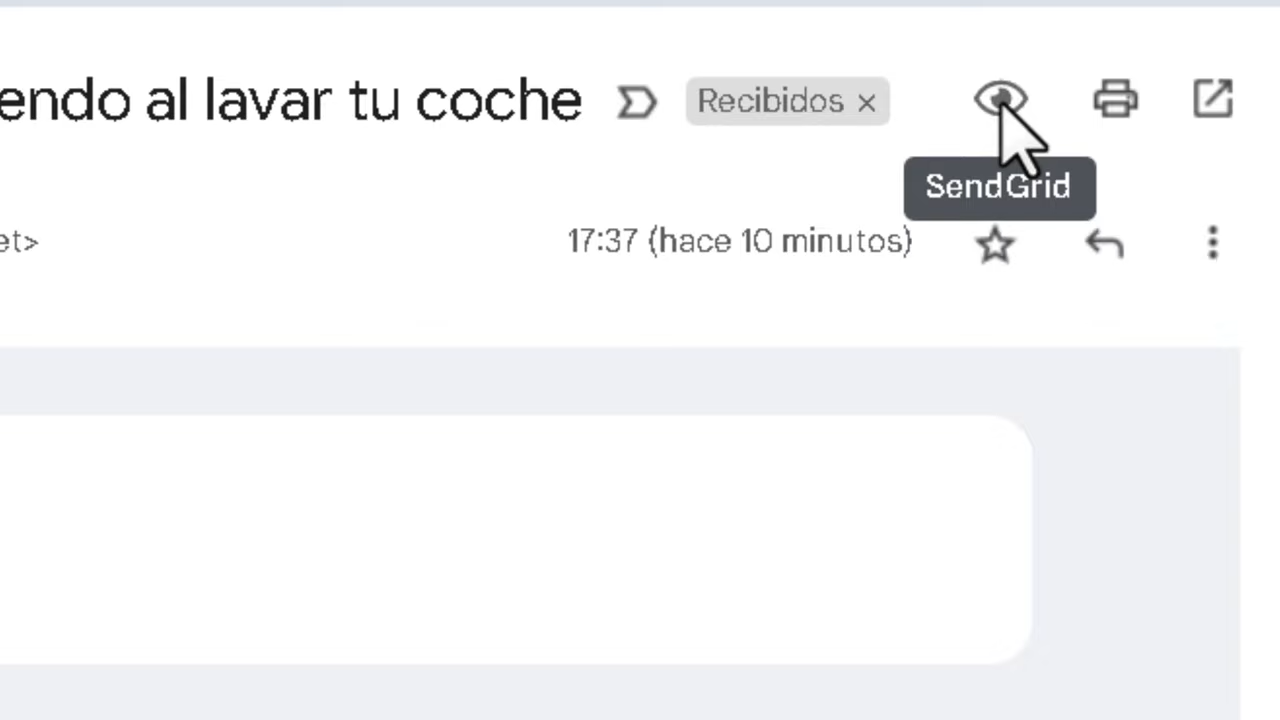 endo al lavar tu coche Recibidos ×
SendGrid
et> 17:37 (hace 10 minutos)